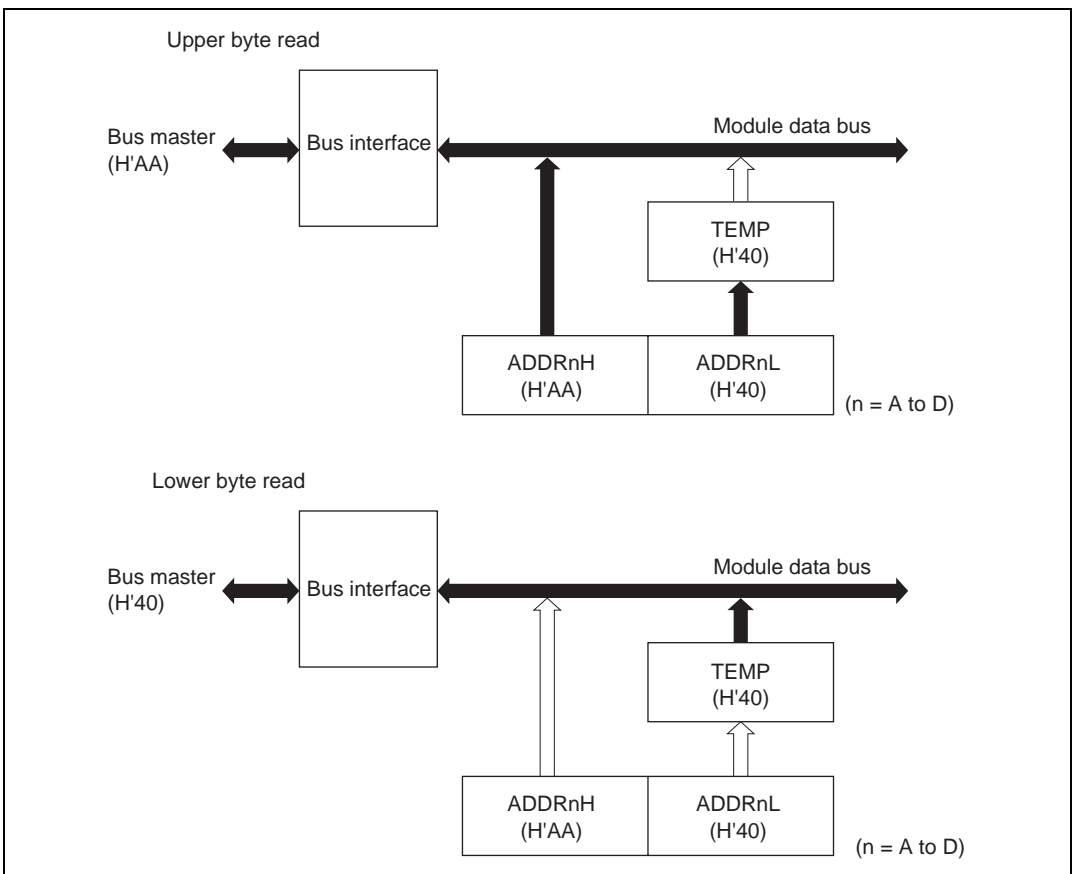 Upper byte read
Bus master
(H'AA)
Bus interface
Module data bus
TEMP
(H'40)
ADDRnH
(H'AA)
ADDRnL
(H'40)
(n = A to D)
Lower byte read
Bus master
(H'40)
Bus interface
Module data bus
TEMP
(H'40)
ADDRnH
(H'AA)
ADDRnL
(H'40)
(n = A to D)